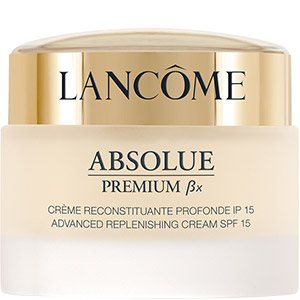 LANCÔME
ABSOLUE
PREMIUM βx
CRÈME RECONSTITUANTE PROFONDE IP 15
ADVANCED REPLENISHING CREAM SPF 15